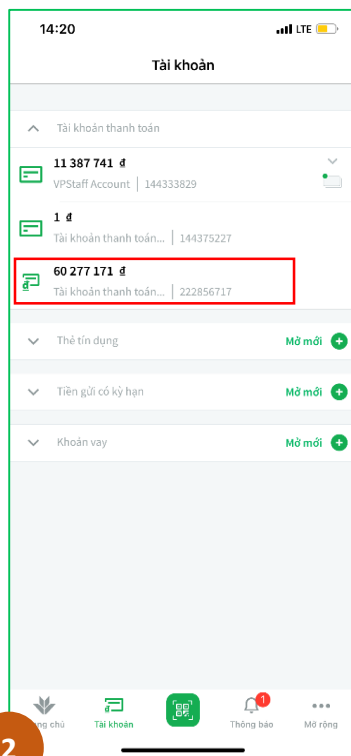 14:20
LTE
Tài khoản
Tài khoản thanh toán
11 387 741 đ
VPStaff Account | 144333829
1 đ
Tài khoản thanh toán... | 144375227
60 277 171 đ
Tài khoản thanh toán... | 222856717
Thẻ tín dụng Mở mới
Tiền gửi có kỳ hạn Mở mới
Khoản vay Mở mới
1
ng chủ Tài khoản Thông báo Mở rộng
2